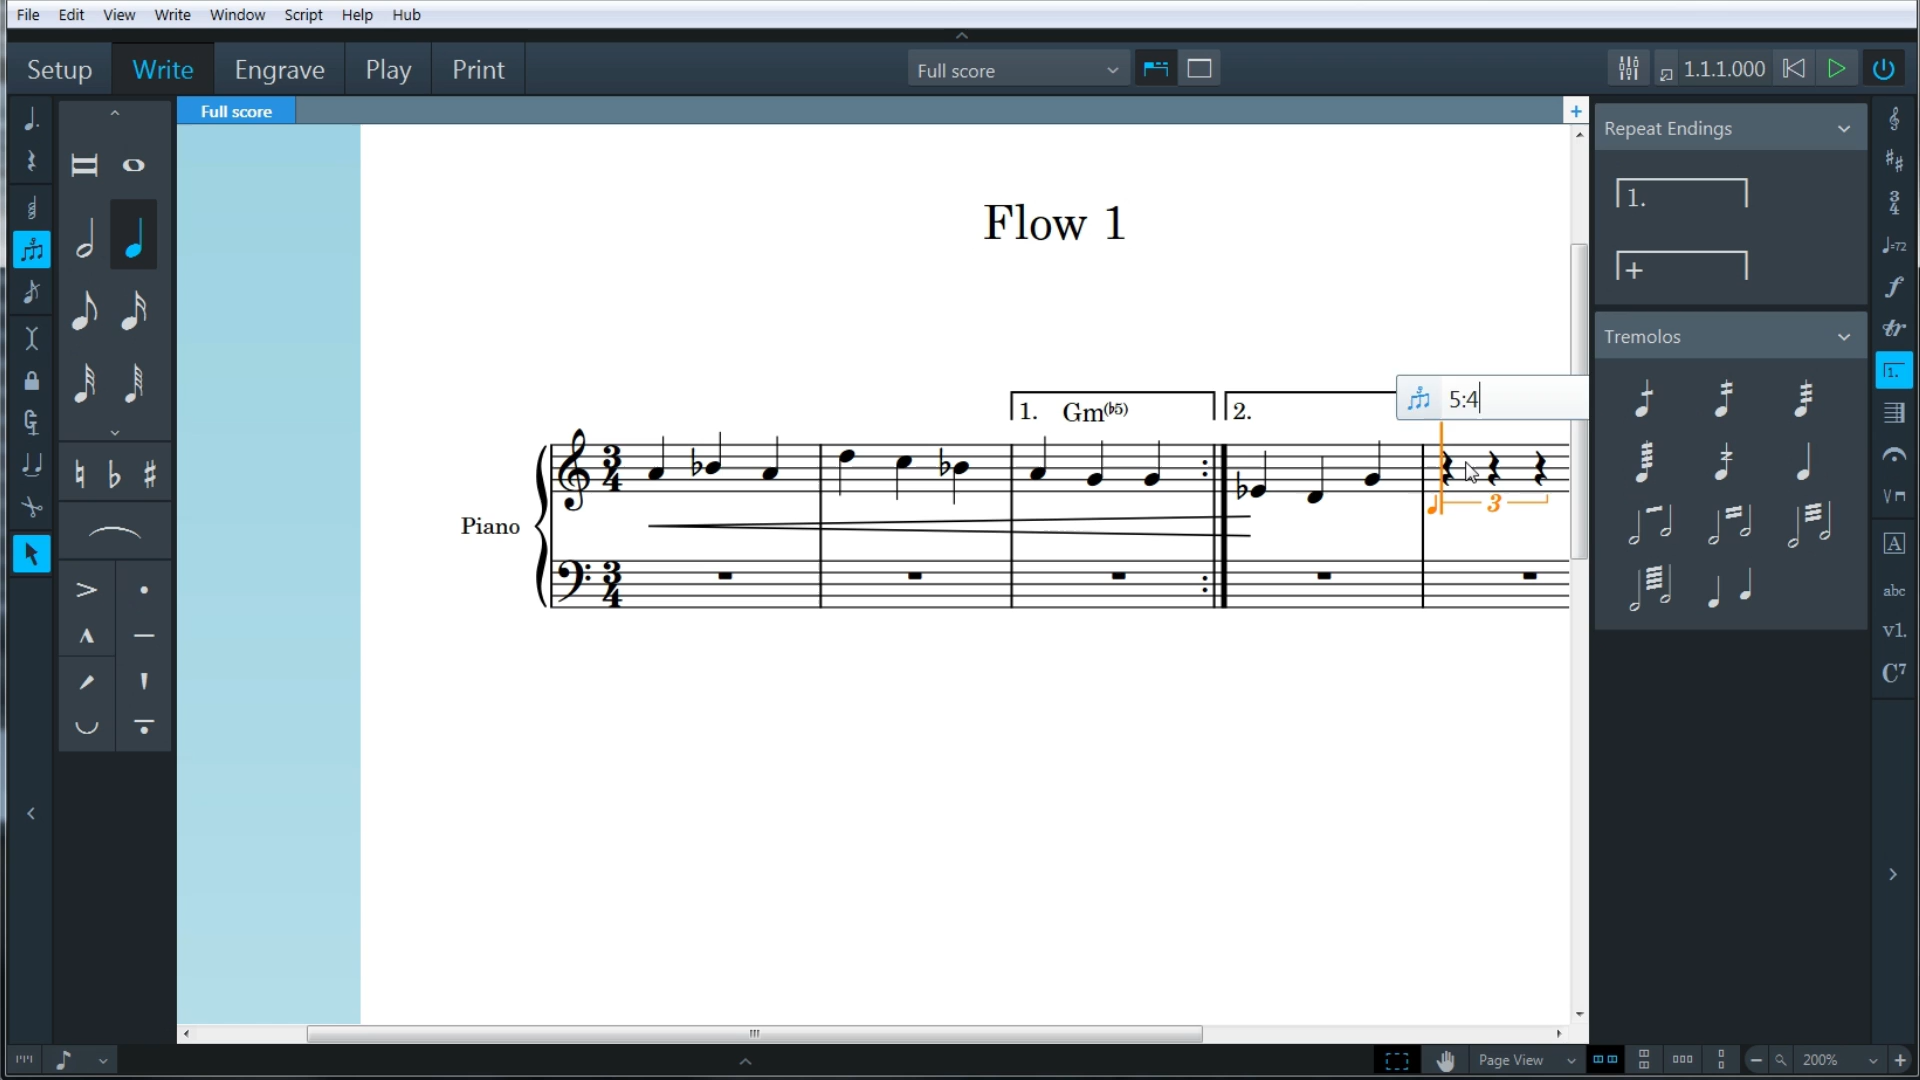 File Edit View Write Window Script Help Hub
Setup Write Engrave Play Print Full score 1.1.1.000
Full score
Repeat Endings
1.
Flow 1
Tremolos
5:4
1. Gm(♭5) 2.
3
4
3
Piano
3
4
3
4
=72
A
abc
v1.
C7
Page View 200%